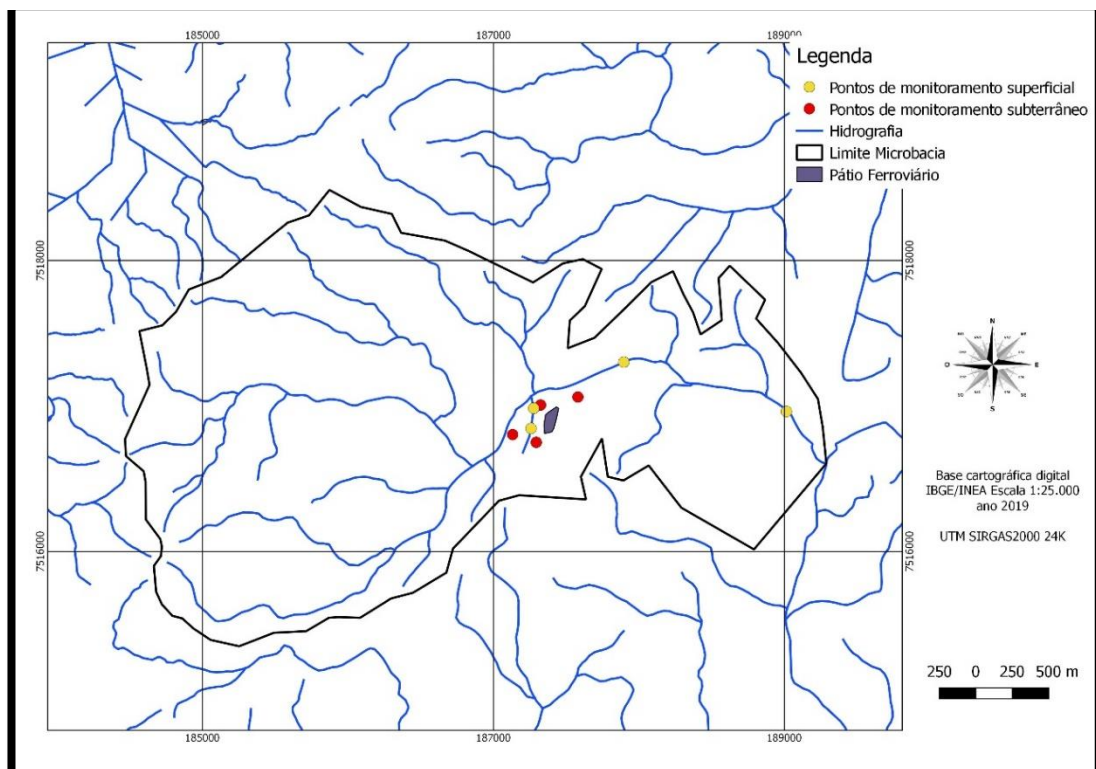 185000 187000 189000
Legenda
Pontos de monitoramento superficial
Pontos de monitoramento subterrâneo
Hidrografia
Limite Microbacia
Pátio Ferroviário
7518000 7518000
N
O E
S
Base cartográfica digital
IBGE/INEA Escala 1:25.000
ano 2019
UTM SIRGAS2000 24K
7516000 7516000
250 0 250 500 m
185000 187000 189000